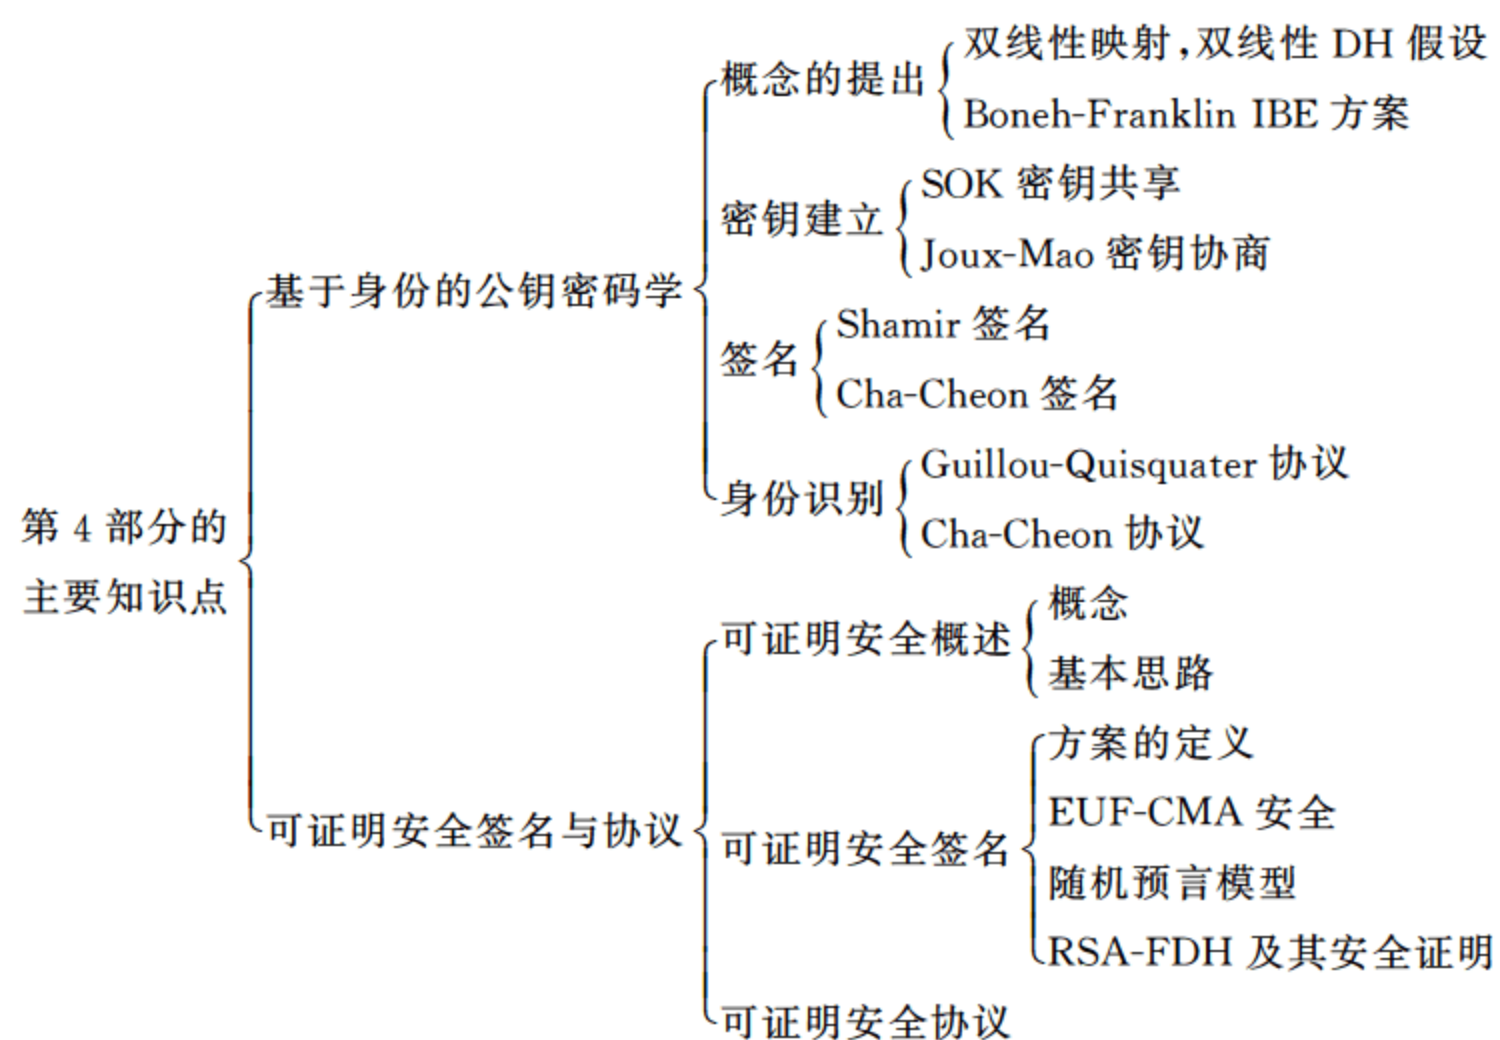 第 4 部分的
主要知识点
基于身份的公钥密码学
概念的提出
双线性映射,双线性 DH 假设
Boneh-Franklin IBE 方案
密钥建立
SOK 密钥共享
Joux-Mao 密钥协商
签名
Shamir 签名
Cha-Cheon 签名
身份识别
Guillou-Quisquater 协议
Cha-Cheon 协议
可证明安全签名与协议
可证明安全概述
概念
基本思路
可证明安全签名
方案的定义
EUF-CMA 安全
随机预言模型
RSA-FDH 及其安全证明
可证明安全协议